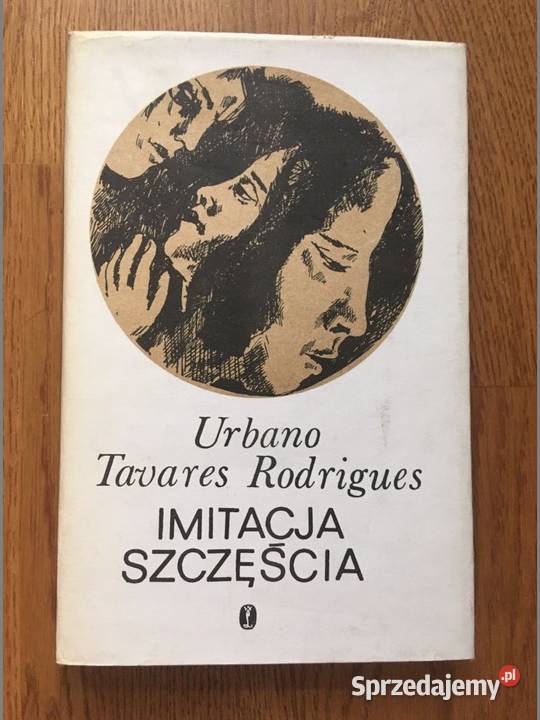 Urbano
Tavares Rodrigues
IMITACJA
SZCZĘŚCIA
Sprzedajemy.pl